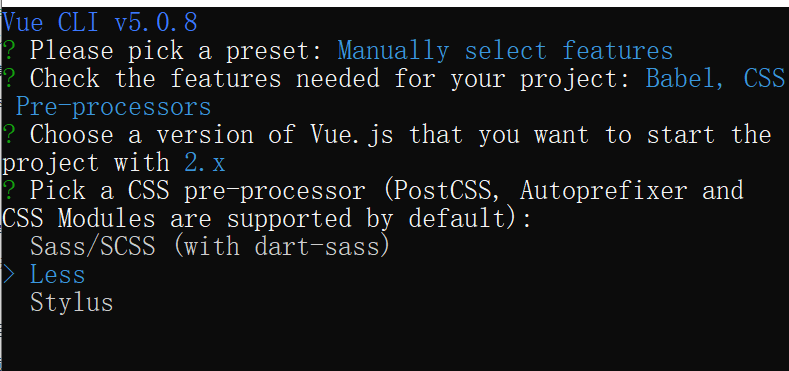 Vue CLI v5.0.8
? Please pick a preset: Manually select features
? Check the features needed for your project: Babel, CSS
Pre-processors
? Choose a version of Vue.js that you want to start the
project with 2.x
? Pick a CSS pre-processor (PostCSS, Autoprefixer and
CSS Modules are supported by default):
Sass/SCSS (with dart-sass)
> Less
Stylus